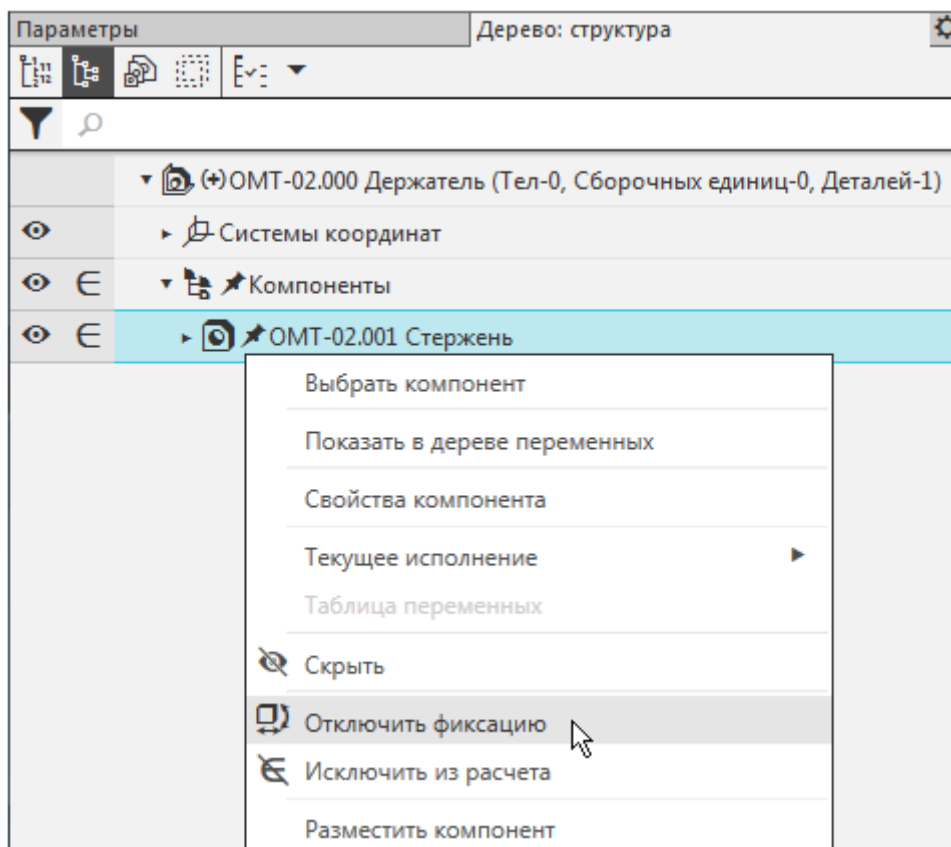 Параметры
Дерево: структура
(+)ОМТ-02.000 Держатель (Тел-0, Сборочных единиц-0, Деталей-1)
Системы координат
Компоненты
ОМТ-02.001 Стержень
Выбрать компонент
Показать в дереве переменных
Свойства компонента
Текущее исполнение
Таблица переменных
Скрыть
Отключить фиксацию
Исключить из расчета
Разместить компонент